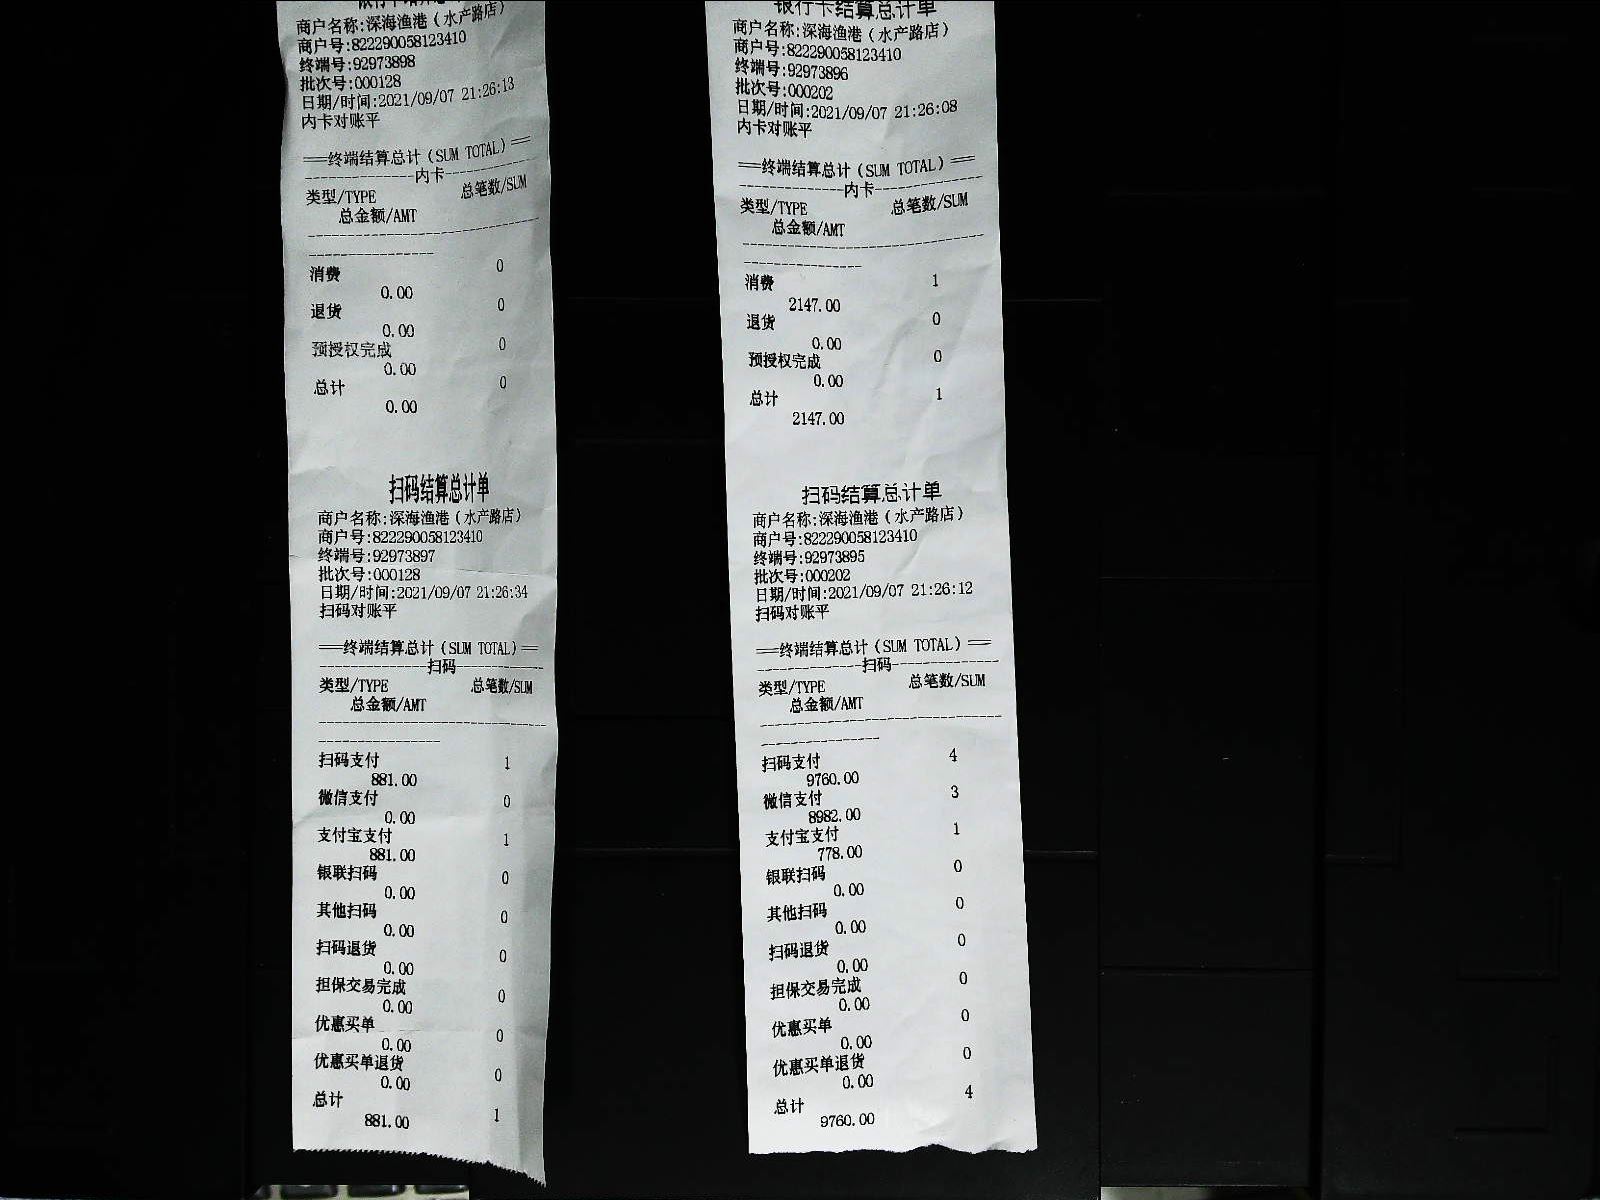 商户名称:深海渔港(水产路店)
商户号:822290058123410
终端号:92973898
批次号:000128
日期/时间:2021/09/07 21:26:13
内卡对账平
==终端结算总计(SUM TOTAL)==
---------------内卡---------------
类型/TYPE 总笔数/SUM
总金额/AMT
消费 0
0.00
退货 0
0.00
预授权完成 0
0.00
总计 0
0.00
扫码结算总计单
商户名称:深海渔港(水产路店)
商户号:822290058123410
终端号:92973897
批次号:000128
日期/时间:2021/09/07 21:26:34
扫码对账平
==终端结算总计(SUM TOTAL)==
---------------扫码---------------
类型/TYPE 总笔数/SUM
总金额/AMT
扫码支付 1
881.00
微信支付 0
0.00
支付宝支付 1
881.00
银联扫码 0
0.00
其他扫码 0
0.00
扫码退货 0
0.00
担保交易完成 0
0.00
优惠买单 0
0.00
优惠买单退货 0
0.00
总计 1
881.00
银行卡结算总计单
商户名称:深海渔港(水产路店)
商户号:822290058123410
终端号:92973896
批次号:000202
日期/时间:2021/09/07 21:26:08
内卡对账平
==终端结算总计(SUM TOTAL)==
---------------内卡---------------
类型/TYPE 总笔数/SUM
总金额/AMT
消费 1
2147.00
退货 0
0.00
预授权完成 0
0.00
总计 1
2147.00
扫码结算总计单
商户名称:深海渔港(水产路店)
商户号:822290058123410
终端号:92973895
批次号:000202
日期/时间:2021/09/07 21:26:12
扫码对账平
==终端结算总计(SUM TOTAL)==
---------------扫码---------------
类型/TYPE 总笔数/SUM
总金额/AMT
扫码支付 4
9760.00
微信支付 3
8982.00
支付宝支付 1
778.00
银联扫码 0
0.00
其他扫码 0
0.00
扫码退货 0
0.00
担保交易完成 0
0.00
优惠买单 0
0.00
优惠买单退货 0
0.00
总计 4
9760.00